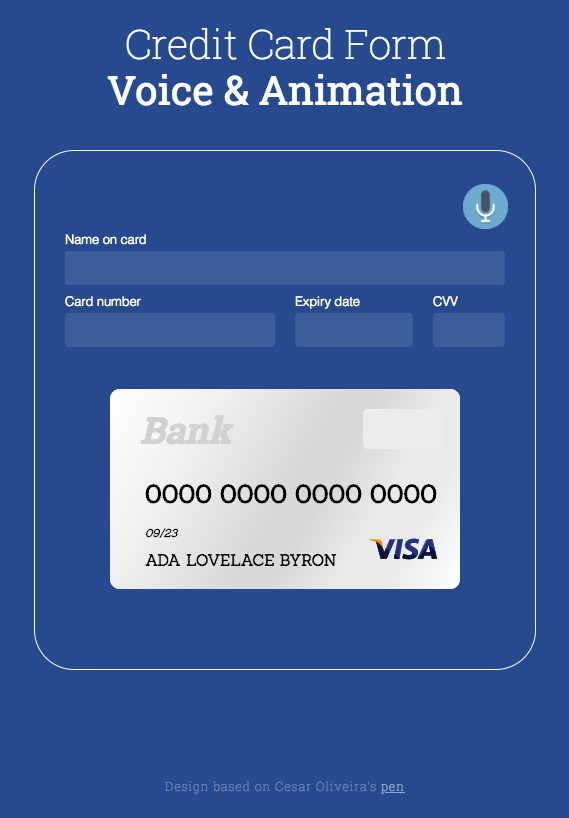 Credit Card Form
Voice & Animation
Name on card
Card number Expiry date CVV
Bank
0000 0000 0000 0000
09/23
ADA LOVELACE BYRON
VISA
Design based on Cesar Oliveira's pen